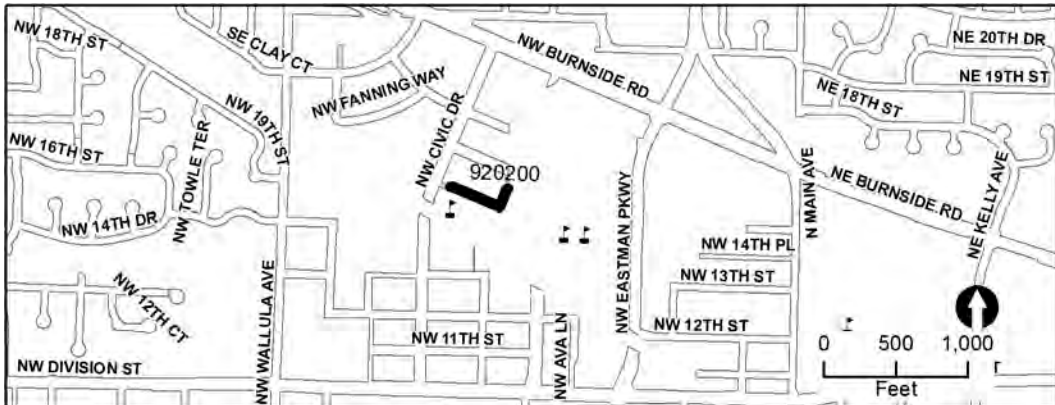 NW 18TH ST
SE CLAY CT
NW BURNSIDE RD
NE 20TH DR
NE 19TH ST
NW FANNING WAY
NE 18TH ST
NW 19TH ST
NW CIVIC DR
NW 16TH ST
NW TOWLE TER
920200
NE BURNSIDE RD
NE KELLY AVE
N MAIN AVE
NW EASTMAN PKWY
NW 14TH DR
NW 14TH PL
NW 13TH ST
NW 12TH CT
NW WALLULA AVE
NW 11TH ST
NW AVA LN
NW 12TH ST
0 500 1,000
Feet
NW DIVISION ST